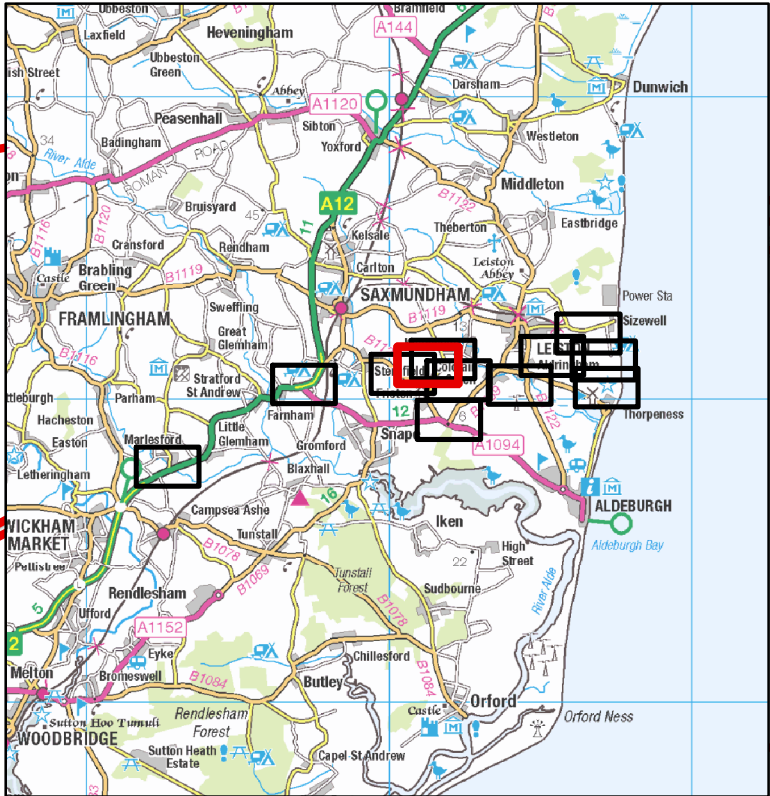 Bramfield
Ubbeston
Laxfield
Heveningham
A144
Ubbeston
Green
ish Street
Darsham
Dunwich
Abbey
A1120
Peasenhall
Sibton
Yoxford
Badingham
Westleton
34
River Alde
ROMAN ROAD
Middleton
B1122
A12
Bruisyard
45
11
B1116
B1120
Cransford
Rendham
Kelsale
Theberton
Eastbridge
Castle
Brabling
Green
B1119
Carlton
Leiston
Abbey
SAXMUNDHAM
Power Sta
FRAMLINGHAM
Sweffling
Great
Glemham
B1119
Sizewell
B1116
Stratford
St Andrew
Aldringham
ttleburgh
Parham
Farnham
12
6
B1122
Thorpeness
Hacheston
Little
Glemham
Snape
Easton
Marlesford
Gromford
A1094
Letheringham
Blaxhall
16
WICKHAM
MARKET
Campsea Ashe
Iken
ALDEBURGH
Aldeburgh Bay
Tunstall
B1078
High
Street
Pettistree
B1069
22
Tunstall
Forest
River Alde
5
Rendlesham
Sudbourne
B1078
Ufford
2
A1152
Eyke
Chillesford
Melton
Bromeswell
B1084
Butley
B1084
Orford
Castle
Sutton Hoo Tumuli
Rendlesham
Forest
Orford Ness
WOODBRIDGE
Sutton Heath
Estate
Capel St Andrew